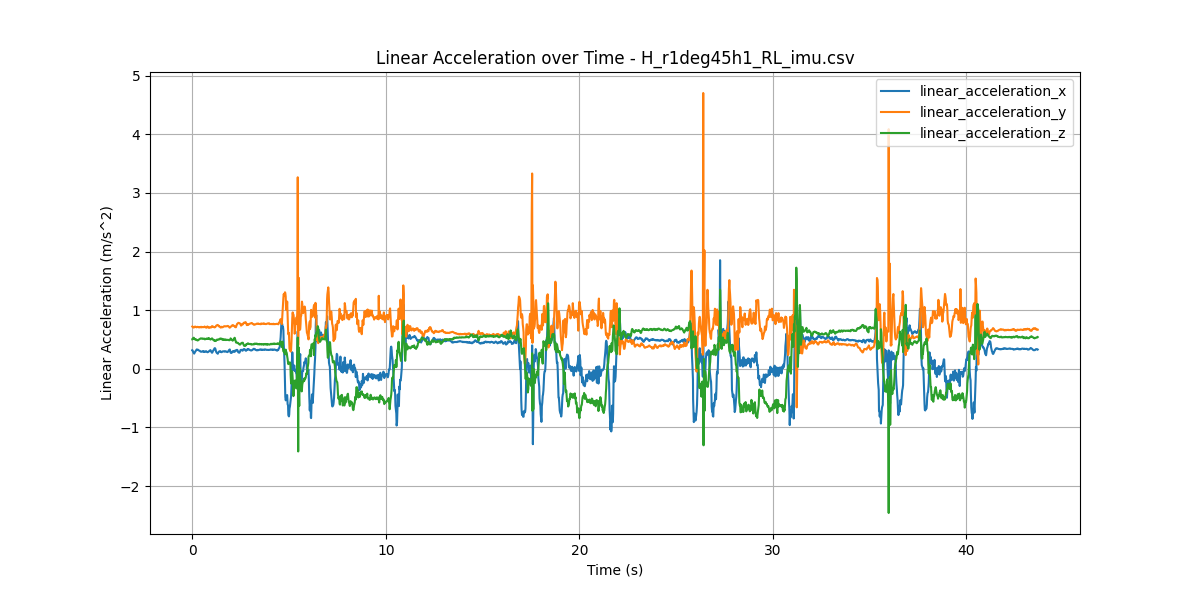 Linear Acceleration over Time - H_r1deg45h1_RL_imu.csv
linear_acceleration_x
linear_acceleration_y
linear_acceleration_z
Linear Acceleration (m/s^2)
5
4
3
2
1
0
−1
−2
0 10 20 30 40
Time (s)